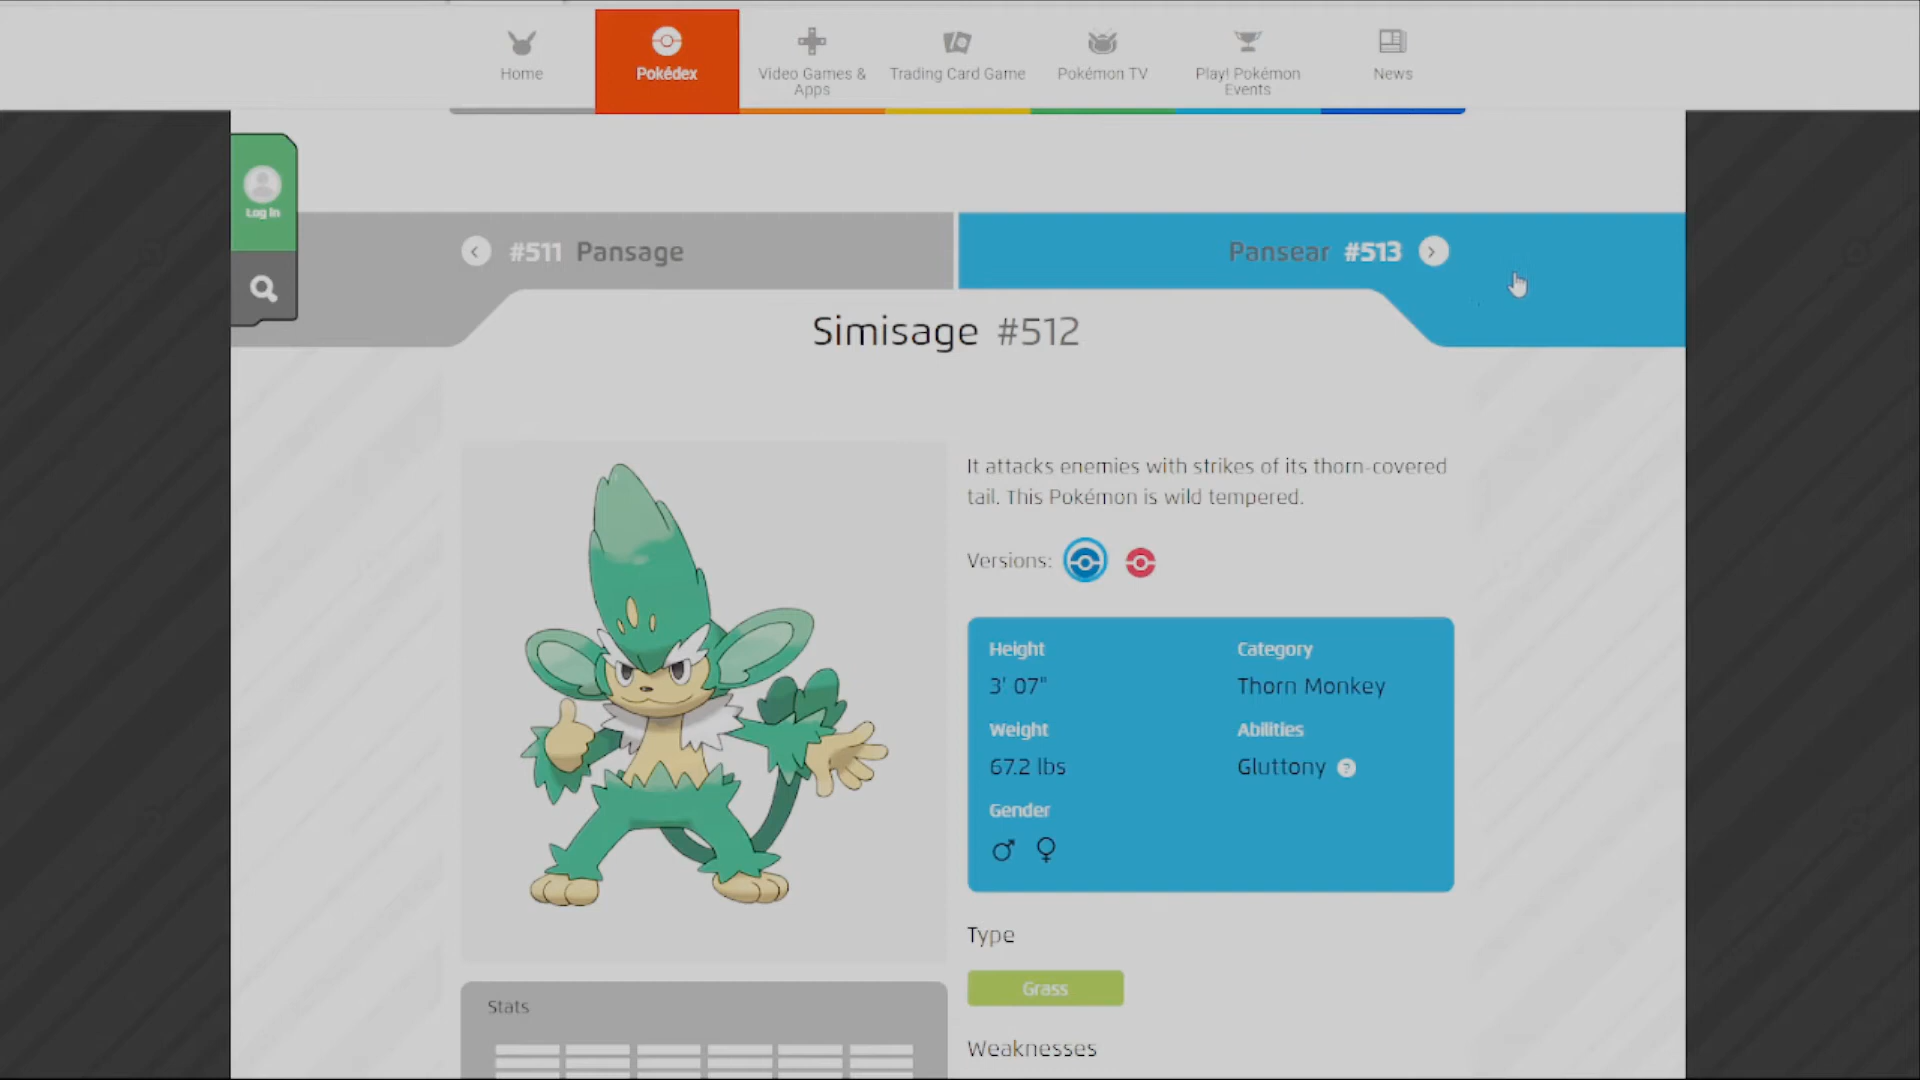 Home
Pokédex
Video Games &
Apps
Trading Card Game
Pokémon TV
Play! Pokémon
Events
News
Log In
#511 Pansage
Pansear #513
Simisage #512
It attacks enemies with strikes of its thorn-covered
tail. This Pokémon is wild tempered.
Versions:
Height
3' 07"
Category
Thorn Monkey
Weight
67.2 lbs
Abilities
Gluttony ?
Gender
♂ ♀
Type
Grass
Stats
Weaknesses